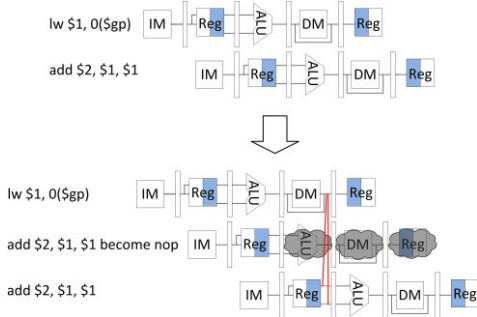 lw $1, 0($gp) IM Reg ALU DM Reg
add $2, $1, $1 IM Reg ALU DM Reg
lw $1, 0($gp) IM Reg ALU DM Reg
add $2, $1, $1 become nop IM Reg ALU DM Reg
add $2, $1, $1 IM Reg ALU DM Reg